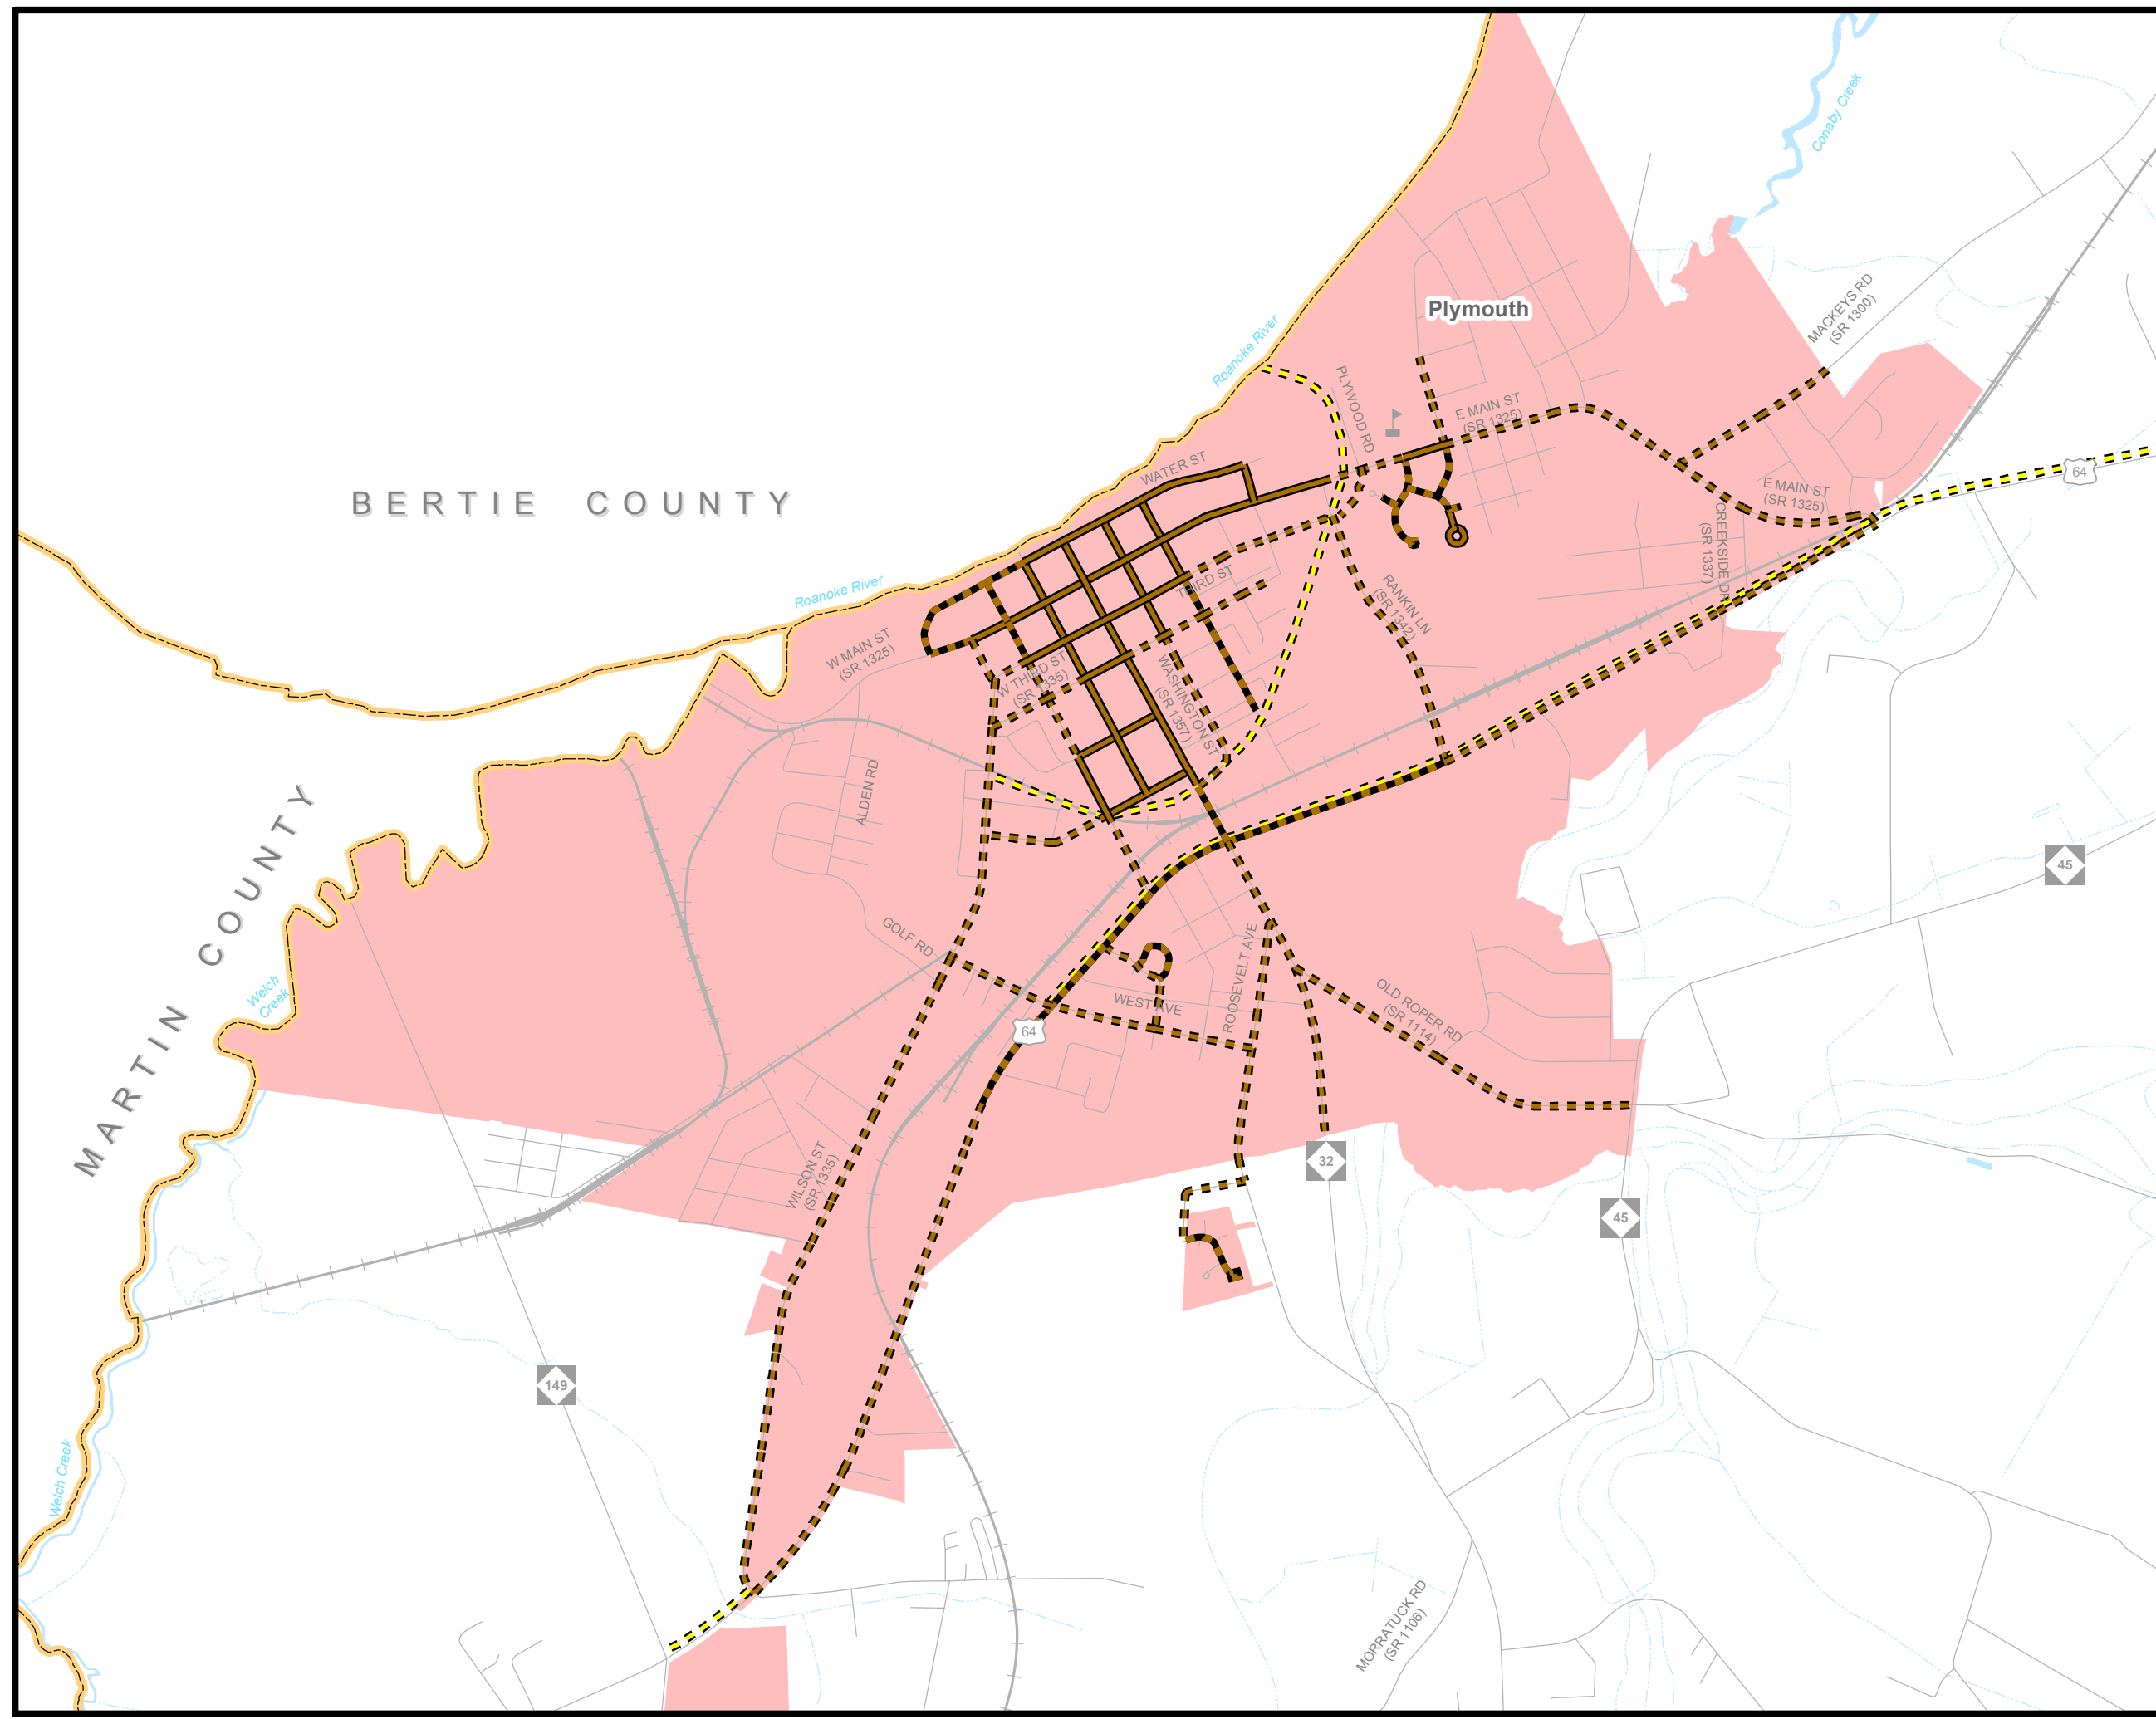 Conaby Creek
MACKEYS RD
(SR 1300)
Plymouth
Roanoke River
PLYWOOD RD
E MAIN ST
(SR 1325)
WATER ST
64
BERTIE COUNTY
E MAIN ST
(SR 1325)
CREEKSIDE DR
(SR 1337)
THIRD ST
Roanoke River
RANKIN LN
(SR 1342)
W MAIN ST
(SR 1325)
W THIRD ST
(SR 1335)
WASHINGTON ST
(SR 1357)
ALDEN RD
45
MARTIN COUNTY
GOLF RD
Welch
Creek
WEST AVE
ROOSEVELT AVE
OLD ROPER RD
(SR 1114)
64
32
WILSON ST
(SR 1335)
45
149
Welch Creek
MORRATUCK RD
(SR 1106)